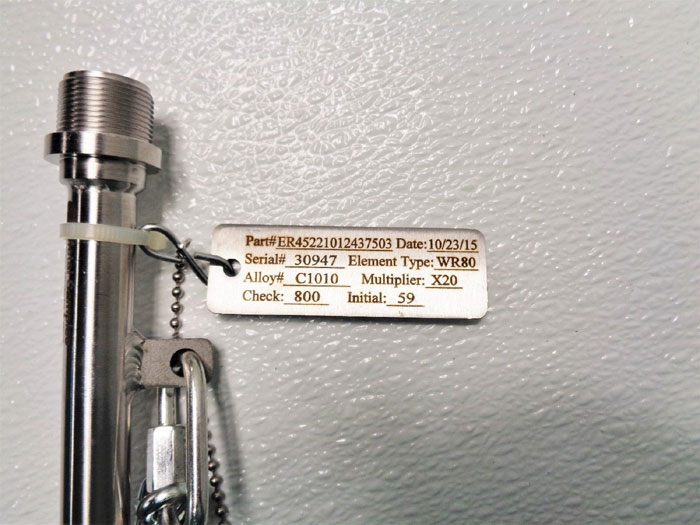 Part# ER45221012437503 Date: 10/23/15
Serial# 30947 Element Type: WR80
Alloy# C1010 Multiplier: X20
Check: 800 Initial: 59